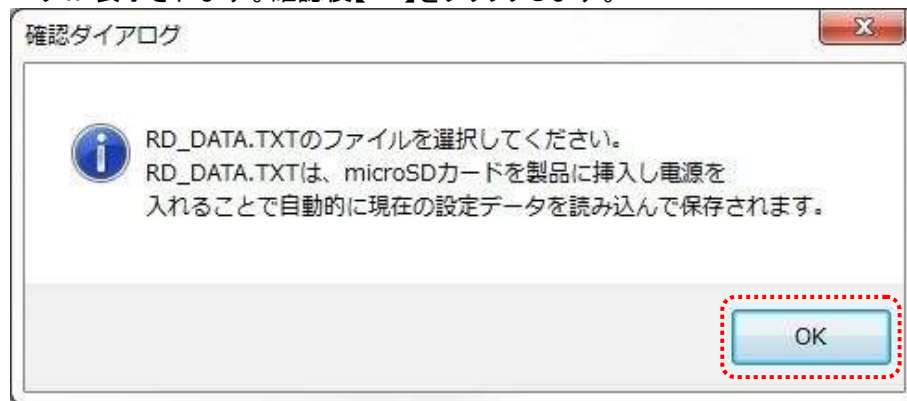 確認ダイアログ
RD_DATA.TXTのファイルを選択してください。
RD_DATA.TXTは、microSDカードを製品に挿入し電源を
入れることで自動的に現在の設定データを読み込んで保存されます。
OK